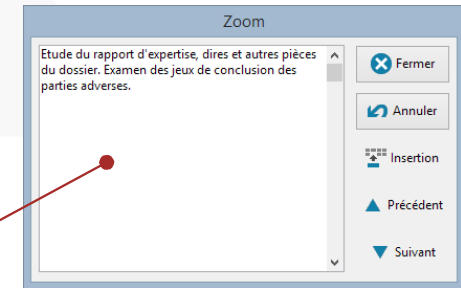 Zoom
Etude du rapport d'expertise, dires et autres pièces
du dossier. Examen des jeux de conclusion des
parties adverses.
Fermer
Annuler
Insertion
Précédent
Suivant